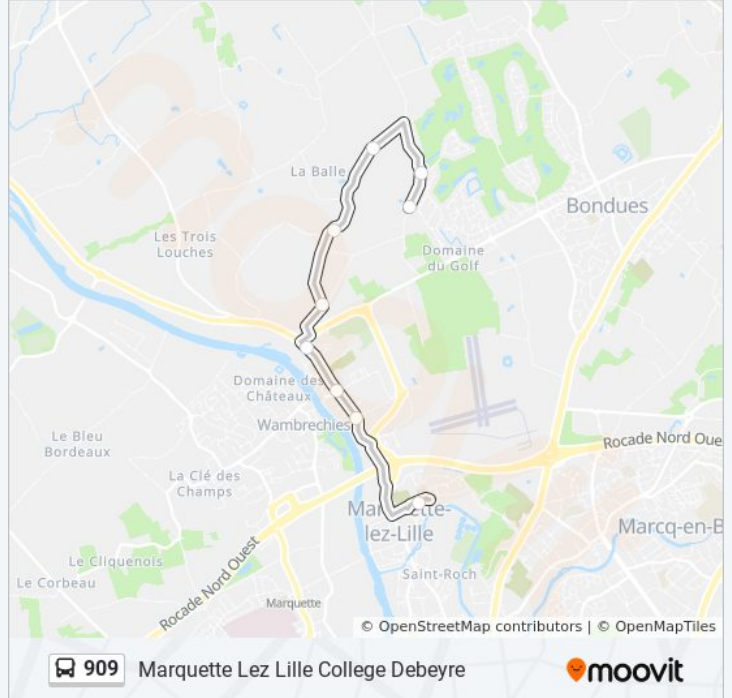 La Balle
Bondues
Les Trois
Louches
Domaine
du Golf
Domaine des
Châteaux
Wambrechies
Le Bleu
Bordeaux
Rocade Nord Oue
La Clé des
Champs
Marquette-
lez-Lille
Marcq-en-B
Rocade Nord Ouest
Le Cliquenois
Saint-Roch
Le Corbeau
Marquette
© OpenStreetMap contributors | © OpenMapTiles
909 Marquette Lez Lille College Debeyre
moovit